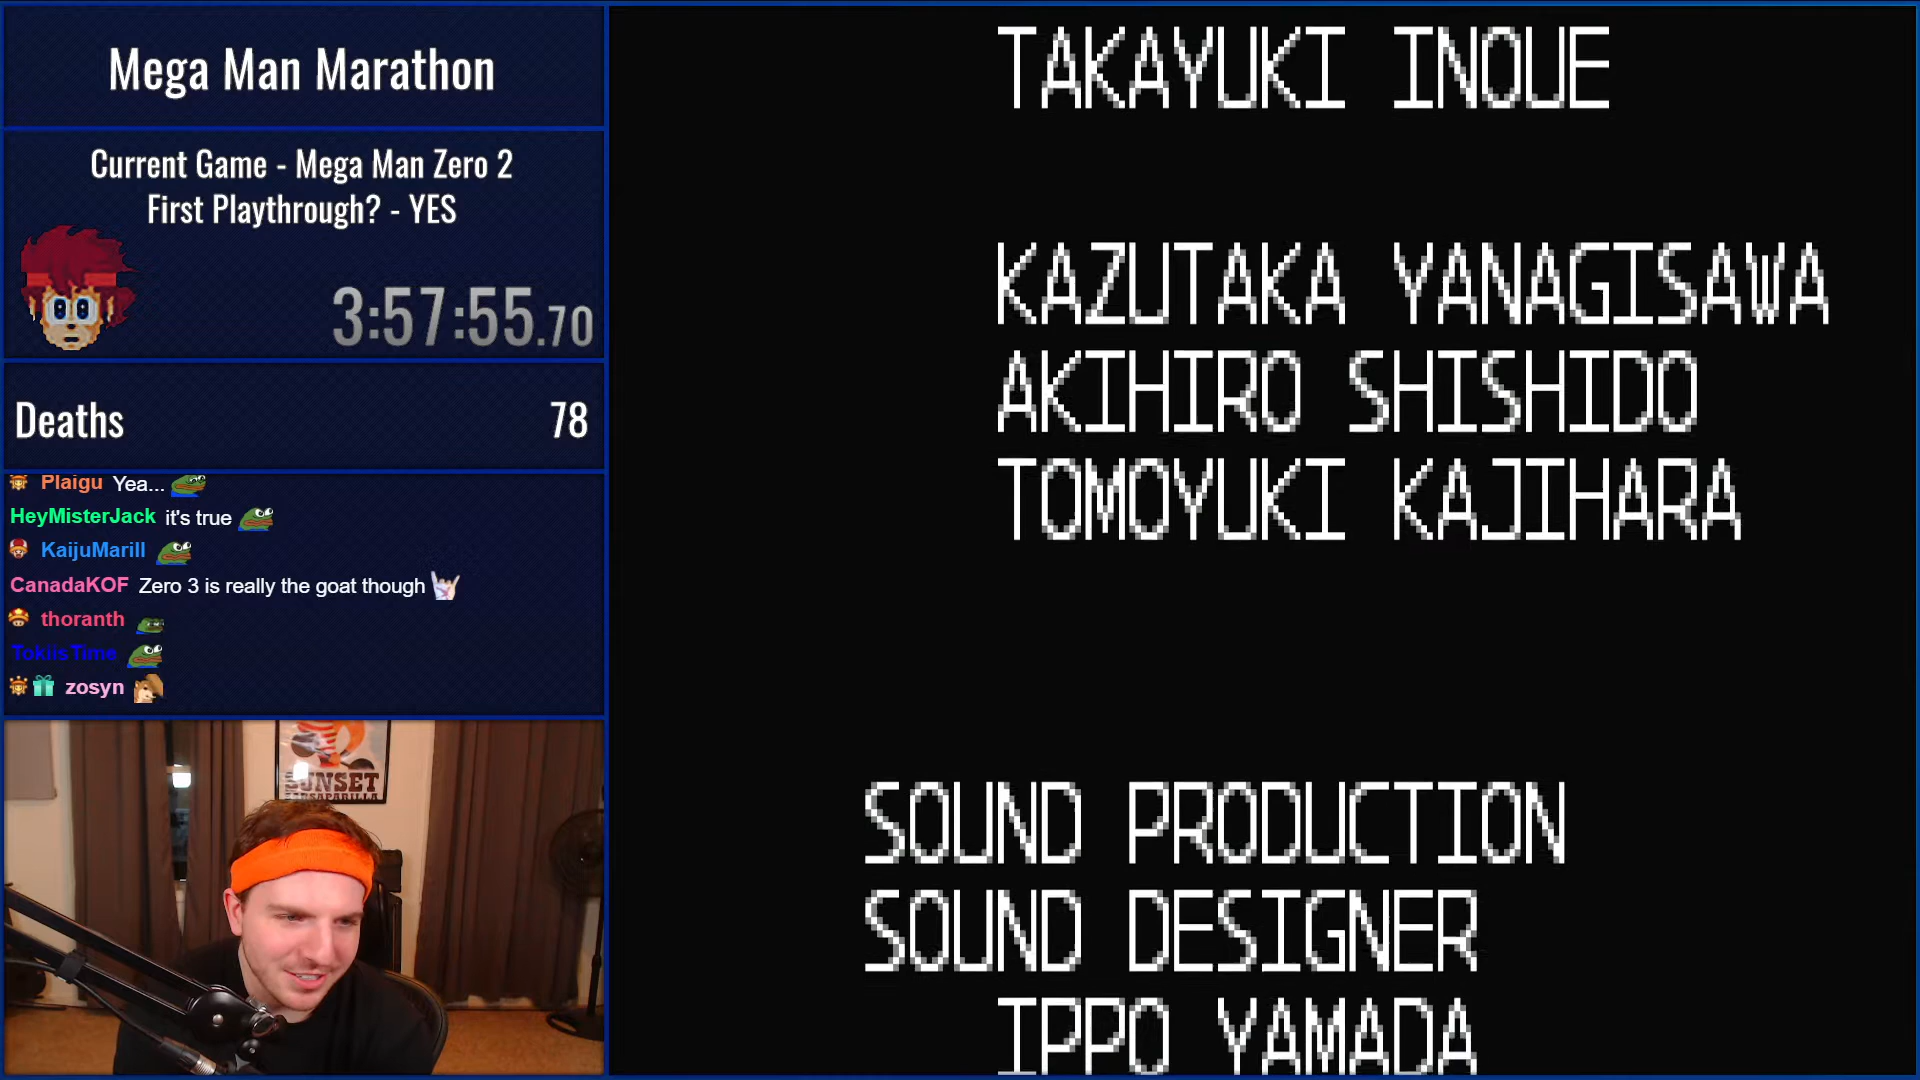 Mega Man Marathon
Current Game - Mega Man Zero 2
First Playthrough? - YES
3:57:55.70
Deaths 78
Plaigu Yea...
HeyMisterJack it's true
KaijuMarill
CanadaKOF Zero 3 is really the goat though
thoranth
TokiisTime
zosyn
SUNSET
SARSAPARILLA
TAKAYUKI INOUE
KAZUTAKA YANAGISAWA
AKIHIRO SHISHIDO
TOMOYUKI KAJIHARA
SOUND PRODUCTION
SOUND DESIGNER
IPPO YAMADA